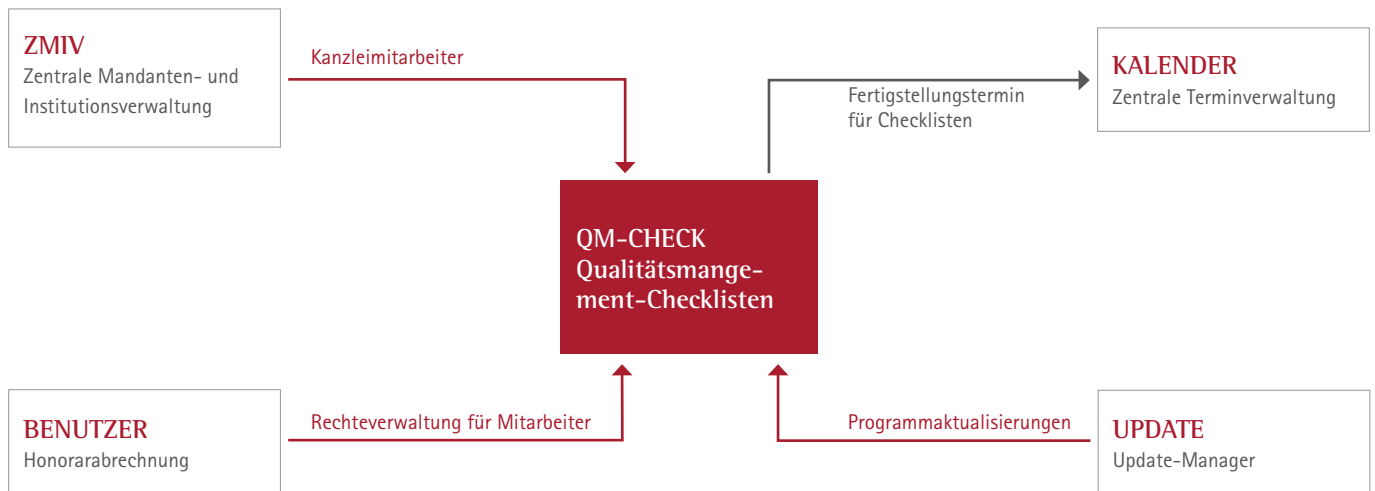 ZMIV
Zentrale Mandanten- und
Institutionsverwaltung
Kanzleimitarbeiter
Fertigstellungstermin
für Checklisten
KALENDER
Zentrale Terminverwaltung
QM-CHECK
Qualitätsmange-
ment-Checklisten
BENUTZER
Honorarabrechnung
Rechteverwaltung für Mitarbeiter
Programmaktualisierungen
UPDATE
Update-Manager